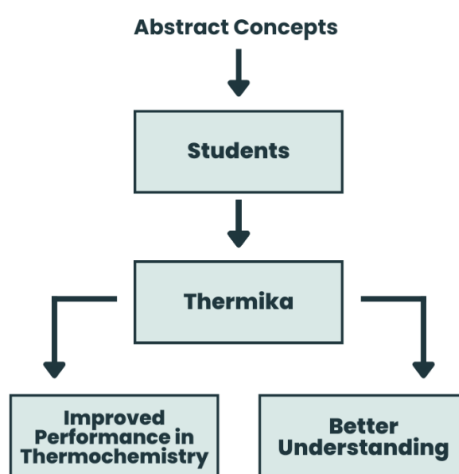 Abstract Concepts
Students
Thermika
Improved
Performance in
Thermochemistry
Better
Understanding